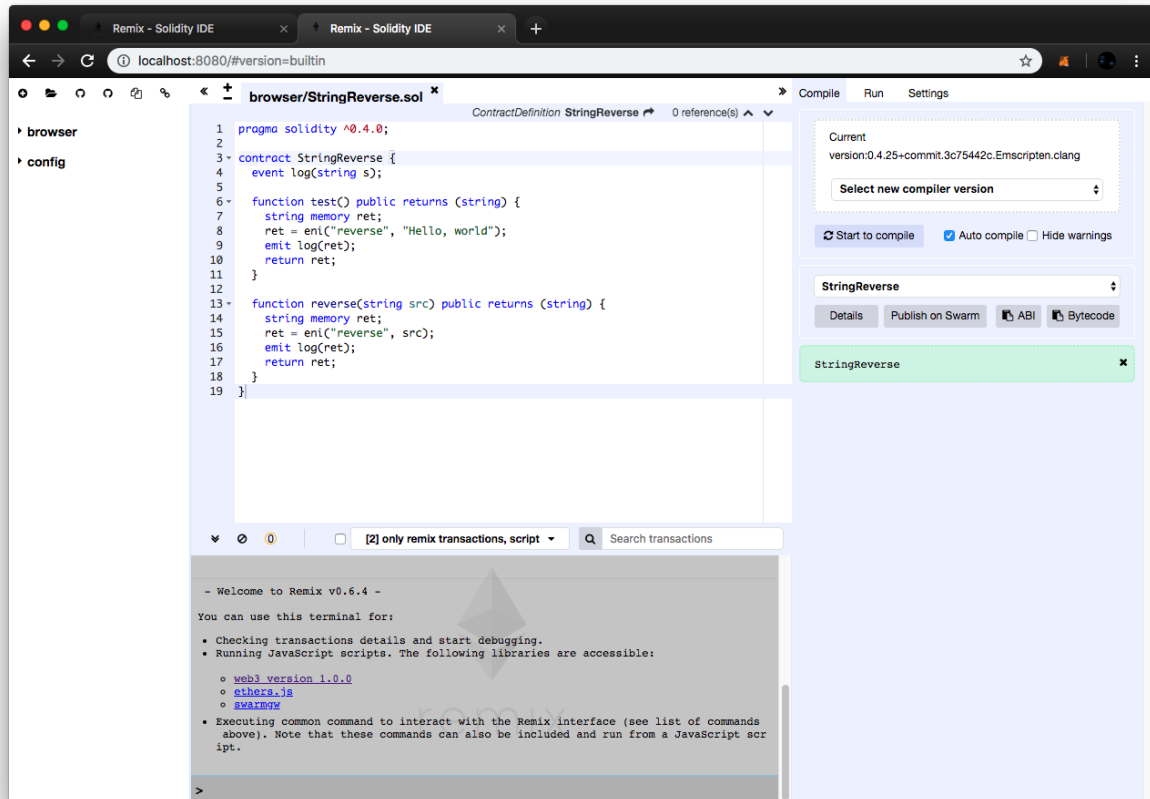 Remix - Solidity IDE
Remix - Solidity IDE
localhost:8080/#version=builtin
browser
config
browser/StringReverse.sol
ContractDefinition StringReverse 0 reference(s)
1 pragma solidity ^0.4.0;
2
3 contract StringReverse {
4 event log(string s);
5
6 function test() public returns (string) {
7 string memory ret;
8 ret = eni("reverse", "Hello, world");
9 emit log(ret);
10 return ret;
11 }
12
13 function reverse(string src) public returns (string) {
14 string memory ret;
15 ret = eni("reverse", src);
16 emit log(ret);
17 return ret;
18 }
19 }
0
[2] only remix transactions, script
Search transactions
- Welcome to Remix v0.6.4 -
You can use this terminal for:
• Checking transactions details and start debugging.
• Running JavaScript scripts. The following libraries are accessible:
web3 version 1.0.0
ethers.js
swarmgw
remix
• Executing common command to interact with the Remix interface (see list of commands
above). Note that these commands can also be included and run from a JavaScript scr
ipt.
>
Compile Run Settings
Current
version:0.4.25+commit.3c75442c.Emscripten.clang
Select new compiler version
Start to compile Auto compile Hide warnings
StringReverse
Details Publish on Swarm ABI Bytecode
StringReverse